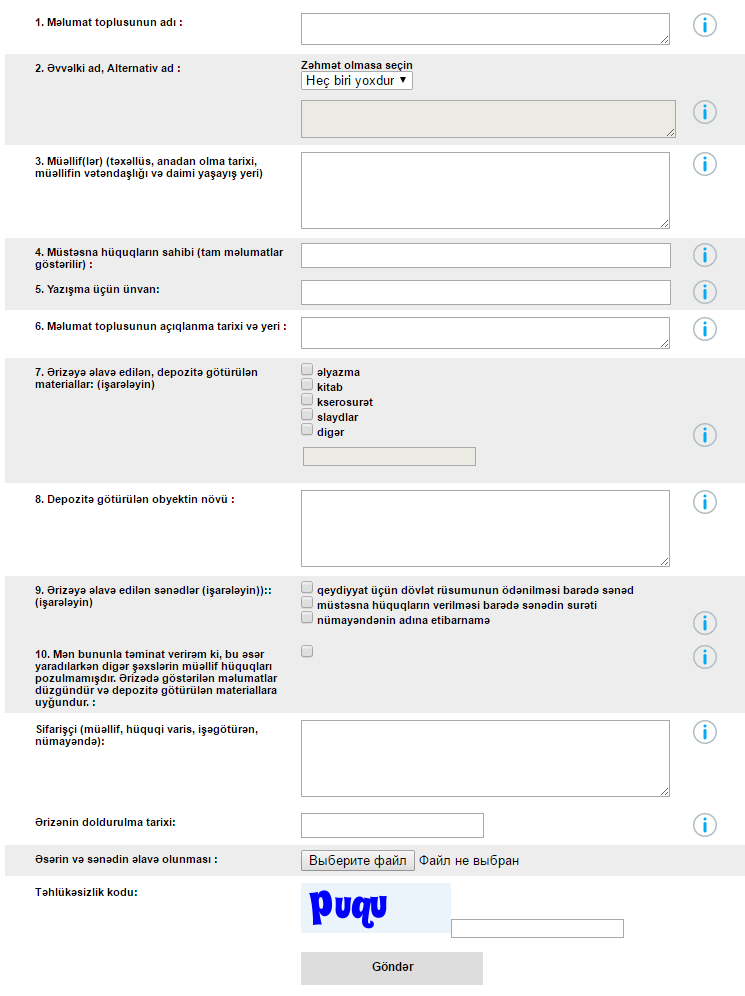 1. Məlumat toplusunun adı :
2. Əvvəlki ad, Alternativ ad :
Zəhmət olmasa seçin
Heç biri yoxdur
3. Müəllif(lər) (təxəllüs, anadan olma tarixi,
müəllifin vətəndaşlığı və daimi yaşayış yeri)
4. Müstəsna hüquqların sahibi (tam məlumatlar
göstərilir) :
5. Yazışma üçün ünvan:
6. Məlumat toplusunun açıqlanma tarixi və yeri :
7. Ərizəyə əlavə edilən, depozitə götürülən
materiallar: (işarələyin)
əlyazma
kitab
kserosurət
slaydlar
digər
8. Depozitə götürülən obyektin növü :
9. Ərizəyə əlavə edilən sənədlər (işarələyin))::
(işarələyin)
qeydiyyat üçün dövlət rüsumunun ödənilməsi barədə sənəd
müstəsna hüquqların verilməsi barədə sənədin surəti
nümayəndənin adına etibarnamə
10. Mən bununla təminat verirəm ki, bu əsər
yaradılarkən digər şəxslərin müəllif hüquqları
pozulmamışdır. Ərizədə göstərilən məlumatlar
düzgündür və depozitə götürülən materiallara
uyğundur. :
Sifarişçi (müəllif, hüquqi varis, işəgötürən,
nümayəndə):
Ərizənin doldurulma tarixi:
Əsərin və sənədin əlavə olunması :
Выберите файл Файл не выбран
Təhlükəsizlik kodu:
puqu
Göndər